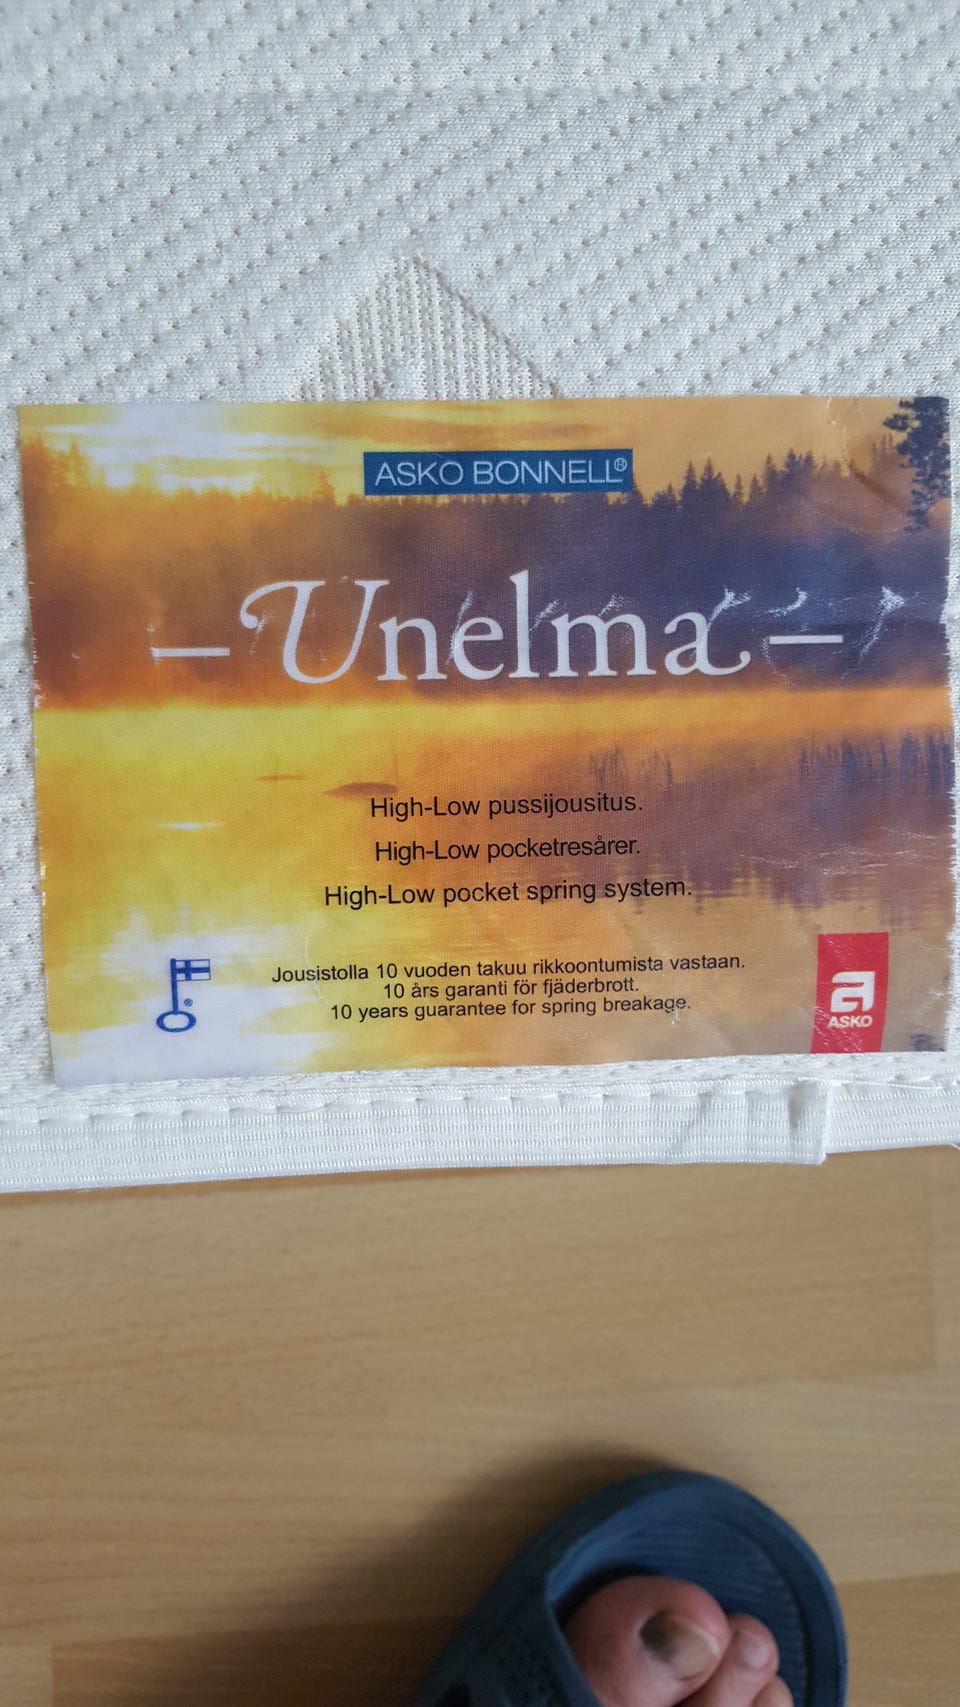 ASKO BONNELL®
– Unelma –
High-Low pussijousitus.
High-Low pocketresårer.
High-Low pocket spring system.
Jousistolla 10 vuoden takuu rikkoontumista vastaan.
10 års garanti för fjäderbrott.
10 years guarantee for spring breakage.
®
a
ASKO